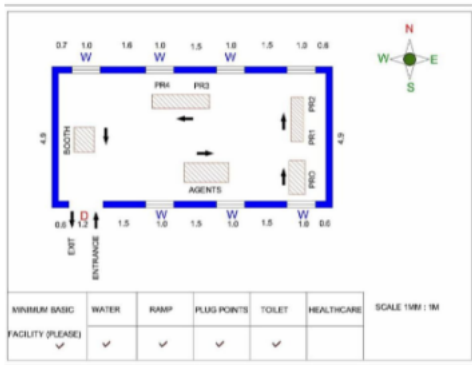 N
W E
S
0.7 1.0 1.6 1.0 1.5 1.0 1.5 1.0 0.6
W W W
PR4 PR3
PR2
4.9 BOOTH PR1 4.9
AGENTS PRO
D W W W
0.6 1.2 1.5 1.0 1.5 1.0 1.5 1.0 0.6
EXIT
ENTRANCE
MINIMUM BASIC WATER RAMP PLUG POINTS TOILET HEALTHCARE SCALE 1MM : 1M
FACILITY (PLEASE)